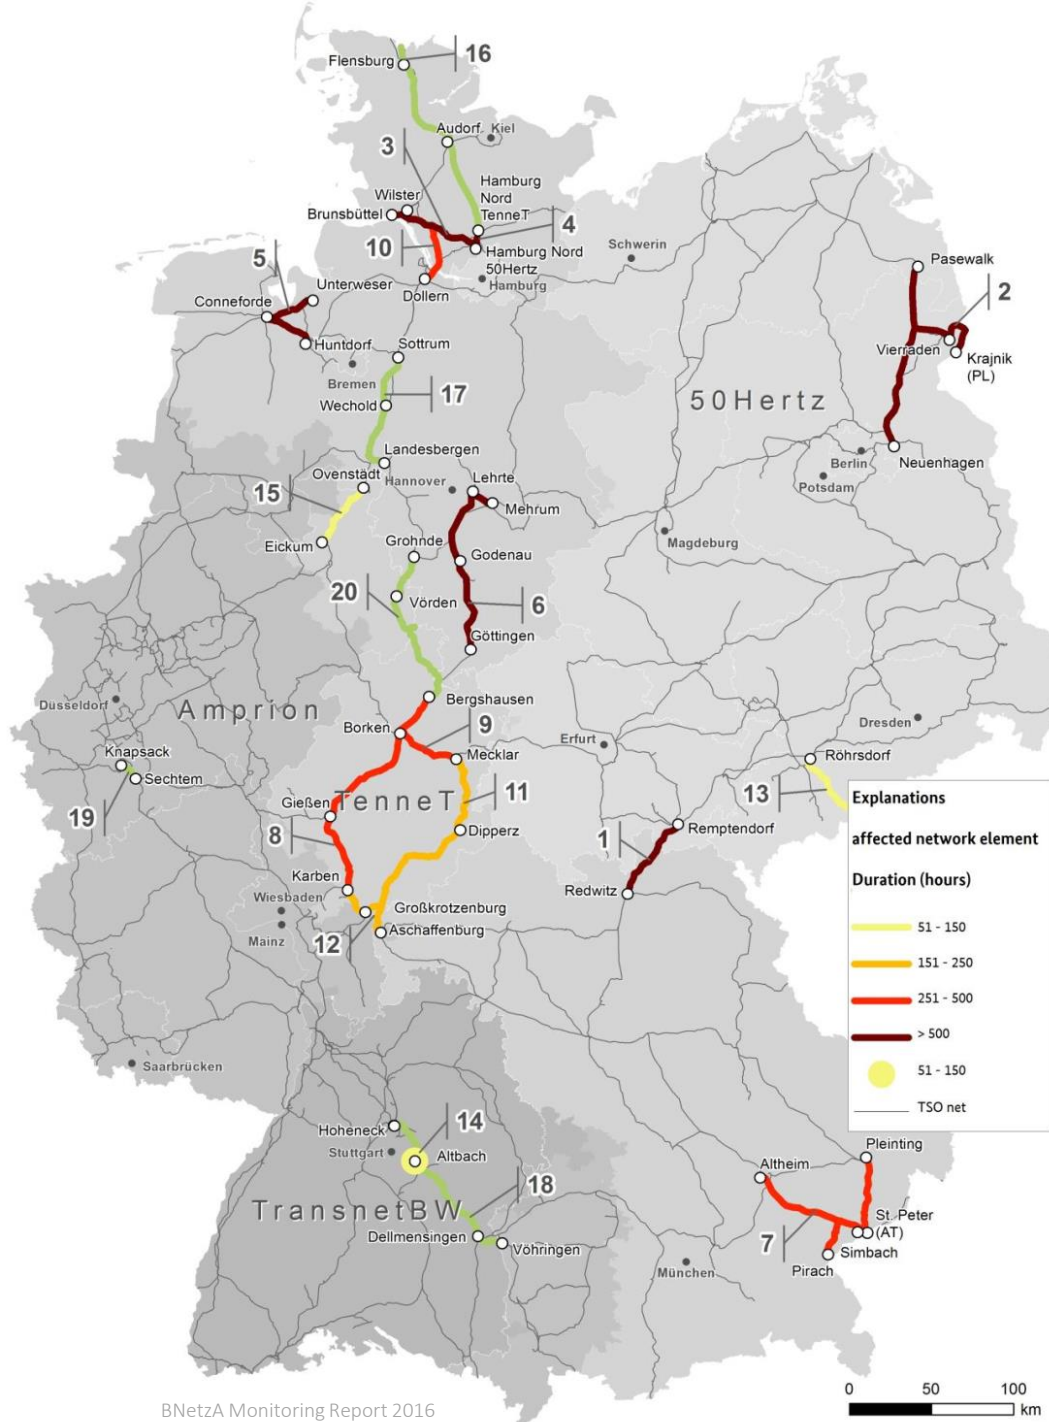 16
Flensburg
Audorf
Kiel
3
Hamburg
Nord
TenneT
Wilster
Brunsbüttel
4
10
Hamburg Nord
50Hertz
Hamburg
Schwerin
Pasewalk
5
Unterweser
Dollern
Conneforde
2
Huntdorf
Sottrum
Vierraden
Krajnik
(PL)
Bremen
17
Wechold
50Hertz
Landesbergen
Berlin
Neuenhagen
Ovenstädt
Hannover
Lehrte
Potsdam
15
Mehrum
Eickum
Grohnde
Godenau
Magdeburg
20
Vörden
6
Göttingen
Bergshausen
Düsseldorf
Amprion
Borken
9
Dresden
Erfurt
Knapsack
Mecklar
Röhrsdorf
Sechtem
13
19
Gießen
TenneT
11
8
Dipperz
1
Remptendorf
Karben
Redwitz
Wiesbaden
Großkrotzenburg
Mainz
12
Aschaffenburg
Explanations
affected network element
Duration (hours)
51 - 150
151 - 250
251 - 500
> 500
51 - 150
TSO net
Saarbrücken
Hoheneck
14
Stuttgart
Altbach
Pleinting
Altheim
18
TransnetBW
St. Peter
(AT)
Dellmensingen
Vöhringen
7
Simbach
Pirach
München
0 50 100
km
BNetzA Monitoring Report 2016